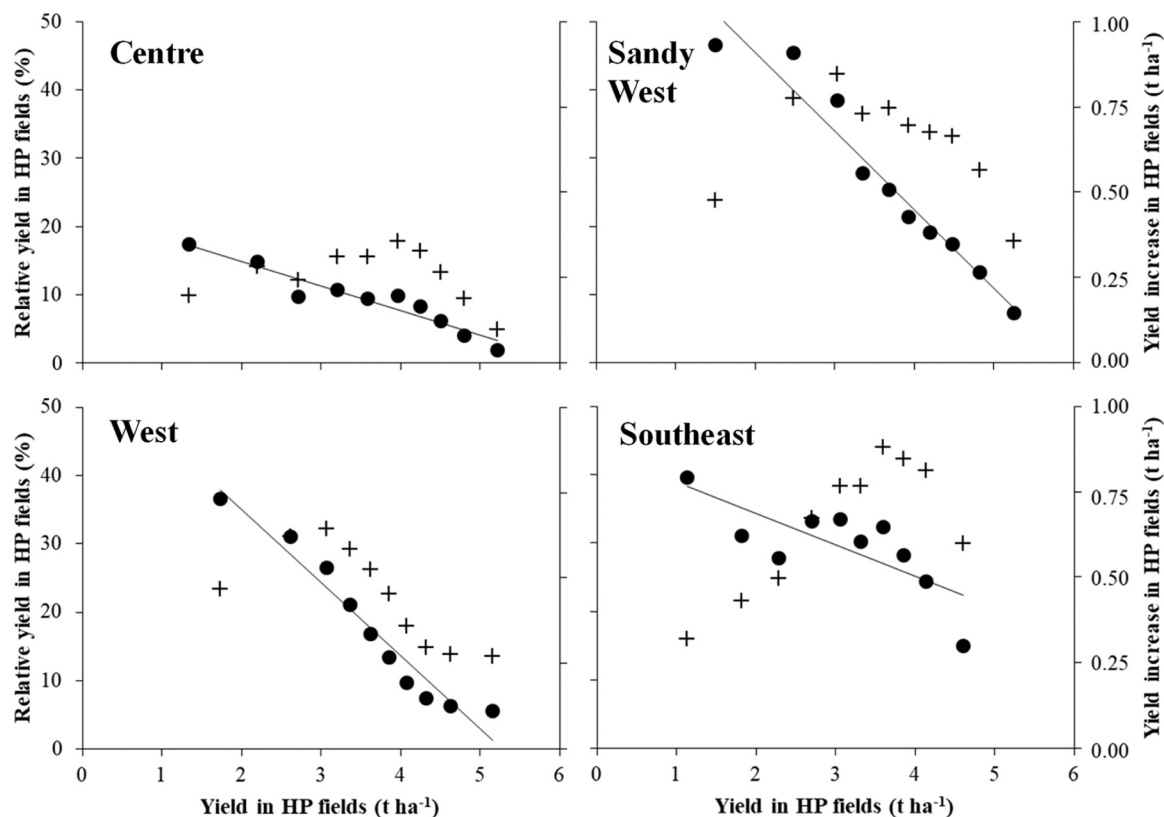 Centre
Relative yield in HP fields (%)
50
40
30
20
10
0
Sandy
West
Yield increase in HP fields (t ha⁻¹)
1.00
0.75
0.50
0.25
0.00
West
Relative yield in HP fields (%)
50
40
30
20
10
0
0 1 2 3 4 5 6
Yield in HP fields (t ha⁻¹)
Southeast
Yield increase in HP fields (t ha⁻¹)
1.00
0.75
0.50
0.25
0.00
0 1 2 3 4 5 6
Yield in HP fields (t ha⁻¹)